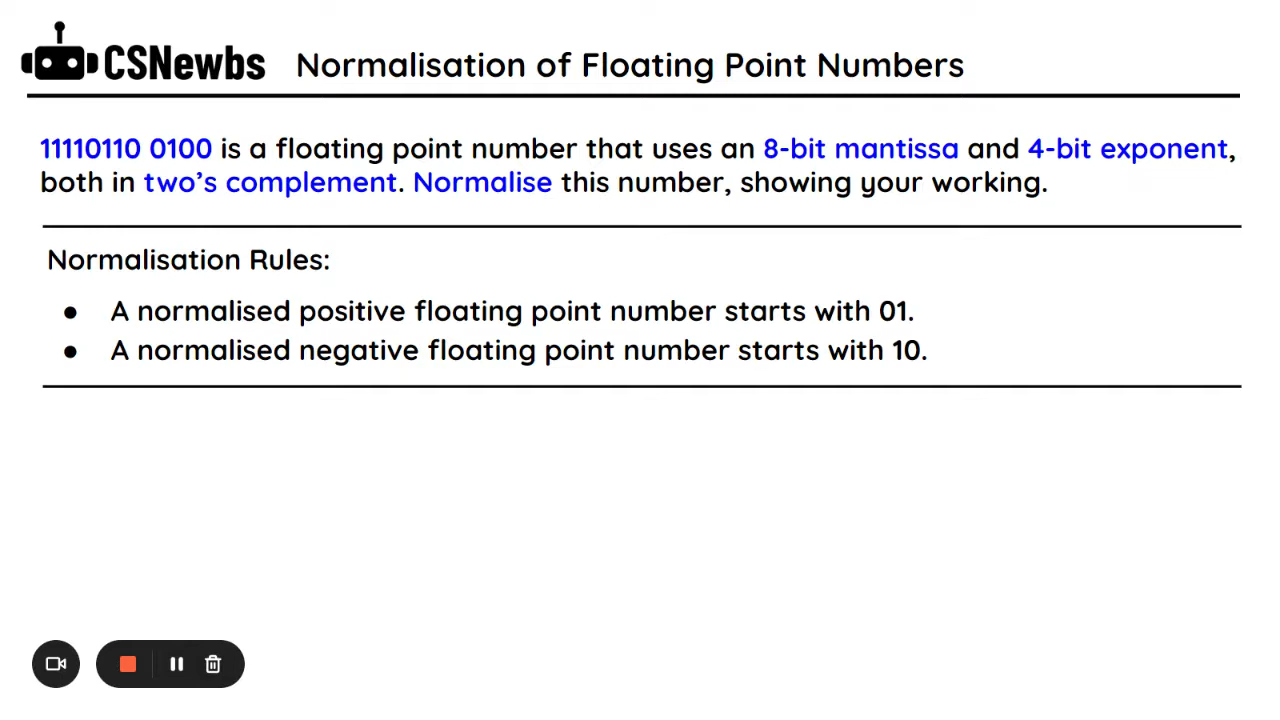 CSNewbs Normalisation of Floating Point Numbers
11110110 0100 is a floating point number that uses an 8-bit mantissa and 4-bit exponent,
both in two’s complement. Normalise this number, showing your working.
Normalisation Rules:
● A normalised positive floating point number starts with 01.
● A normalised negative floating point number starts with 10.